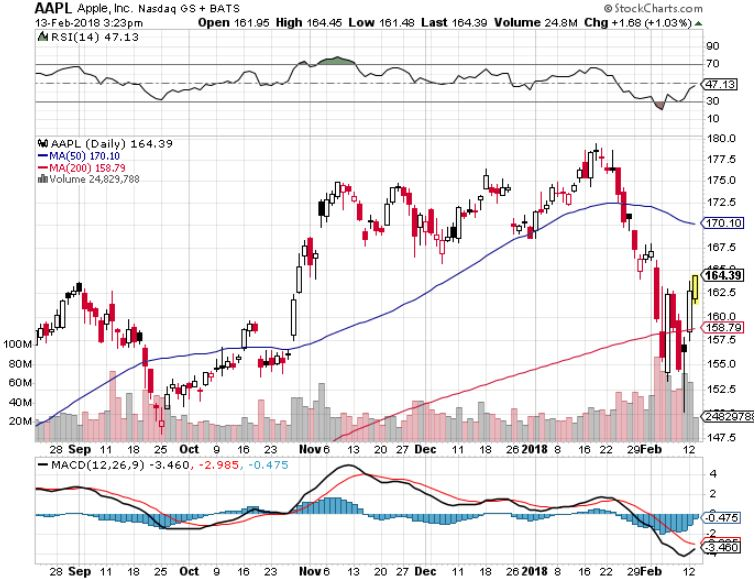 AAPL Apple, Inc. Nasdaq GS + BATS © StockCharts.com
13-Feb-2018 3:23pm Open 161.95 High 164.45 Low 161.48 Last 164.39 Volume 24.8M Chg +1.68 (+1.03%) ▲
RSI(14) 47.13
90
70
47.13
30
10
AAPL (Daily) 164.39
MA(50) 170.10
MA(200) 158.79
Volume 24,829,788
180.0
177.5
175.0
172.5
170.10
167.5
164.39
162.5
160.0
158.79
157.5
155.0
152.5
24829788
147.5
100M
80M
60M
40M
20M
28 Sep 11 18 25 Oct 9 16 23 Nov 6 13 20 27 Dec 11 18 26 2018 8 16 22 29 Feb 12
MACD(12,26,9) -3.460, -2.985, -0.475
4
2
-0.475
-2
-3.460
28 Sep 11 18 25 Oct 9 16 23 Nov 6 13 20 27 Dec 11 18 26 2018 8 16 22 29 Feb 12